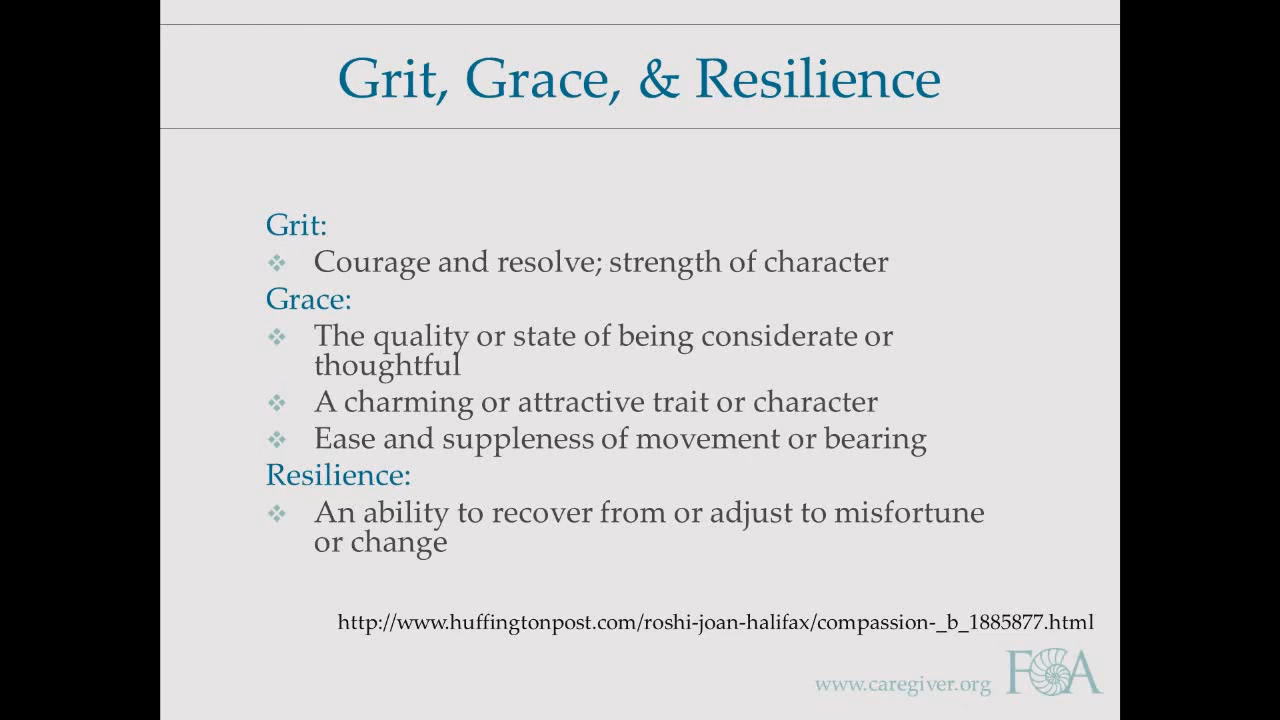 Grit, Grace, & Resilience
Grit:
❖ Courage and resolve; strength of character
Grace:
❖ The quality or state of being considerate or
thoughtful
❖ A charming or attractive trait or character
❖ Ease and suppleness of movement or bearing
Resilience:
❖ An ability to recover from or adjust to misfortune
or change
http://www.huffingtonpost.com/roshi-joan-halifax/compassion-_b_1885877.html
www.caregiver.org FCA